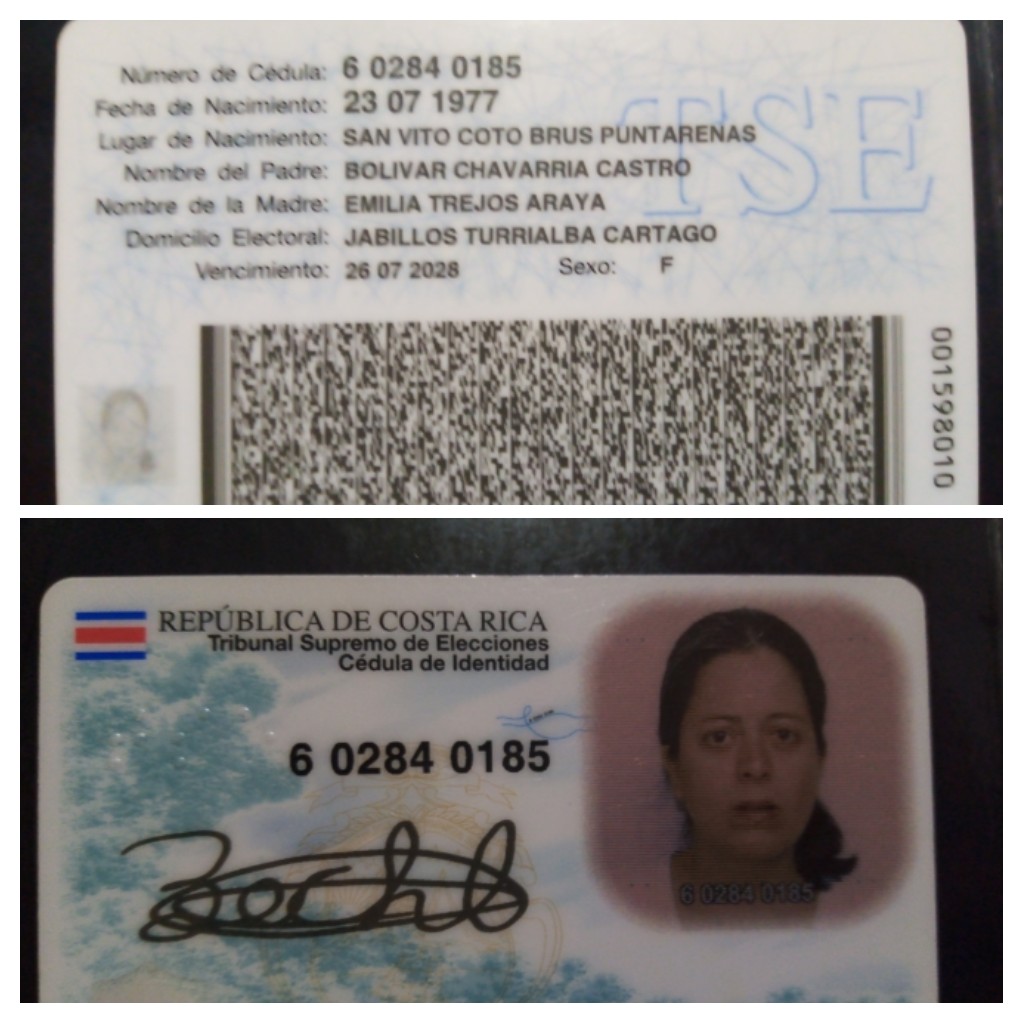 Número de Cédula: 6 0284 0185
Fecha de Nacimiento: 23 07 1977
Lugar de Nacimiento: SAN VITO COTO BRUS PUNTARENAS
Nombre del Padre: BOLIVAR CHAVARRIA CASTRO
Nombre de la Madre: EMILIA TREJOS ARAYA
Domicilio Electoral: JABILLOS TURRIALBA CARTAGO
Vencimiento: 26 07 2028 Sexo: F
TSE
001598010
REPÚBLICA DE COSTA RICA
Tribunal Supremo de Elecciones
Cédula de Identidad
6 0284 0185
6 0284 0185